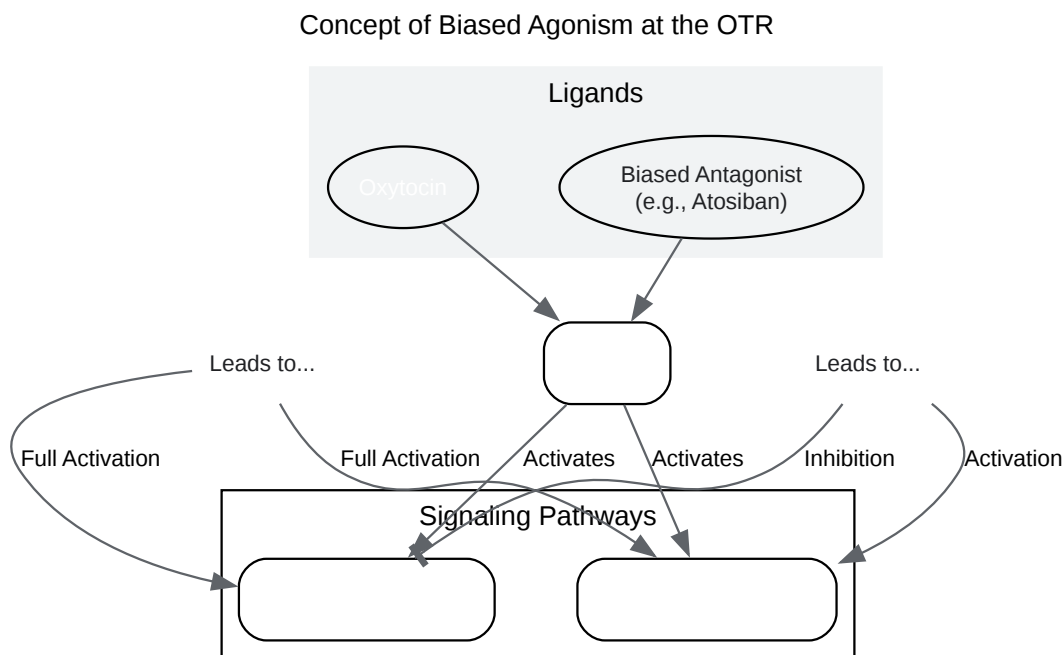 Concept of Biased Agonism at the OTR
Ligands
Oxytocin
Biased Antagonist
(e.g., Atosiban)
Leads to...
Leads to...
Full Activation
Full Activation
Activates
Activates
Inhibition
Activation
Signaling Pathways